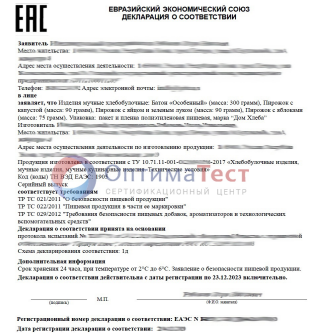 EAC
ЕВРАЗИЙСКИЙ ЭКОНОМИЧЕСКИЙ СОЮЗ
ДЕКЛАРАЦИЯ О СООТВЕТСТВИИ
Заявитель
Место жительства:
Адрес места осуществления деятельности:
предпринимателя
Телефон: Адрес электронной почты:
в лице
заявляет, что Изделия мучные хлебобулочные: Батон «Особенный» (масса: 300 грамм), Пирожок с
капустой (масса: 90 грамм), Пирожок с яйцом и зеленым луком (масса: 90 грамм), Пирожок с яблоками
(масса: 75 грамм), Упаковка: пакет и пленка полиэтиленовая пищевая, марка "Дом Хлеба"
Изготовитель
Место жительства:
Адрес места осуществления деятельности по изготовлению продукции:
Продукция изготовлена в соответствии с ТУ 10.71.11-001- -2017 «Хлебобулочные изделия,
мучные изделия, изделия. Технические условия»
Код (коды) ТН ВЭД ЕАЭС: 1905
Серийный выпуск
соответствует требованиям
ТР ТС 021/2011 "О безопасности пищевой продукции"
ТР ТС 022/2011 "Пищевая продукция в части ее маркировки"
ТР ТС 029/2012 "Требования безопасности пищевых добавок, ароматизаторов и технологических
вспомогательных средств"
ОптимаТест
СЕРТИФИКАЦИОННЫЙ ЦЕНТР
Декларация о соответствии принята на основании
протокола испытаний №
Схема декларирования соответствия: 1д
Дополнительная информация
Срок хранения 24 часа, при температуре от 2°С до 6°С. Заявление о безопасности пищевой продукции.
Декларация о соответствии действительна с даты регистрации по 23.12.2023 включительно.
М.П.
(подпись)
Регистрационный номер декларации о соответствии: ЕАЭС N
Дата регистрации декларации о соответствии: